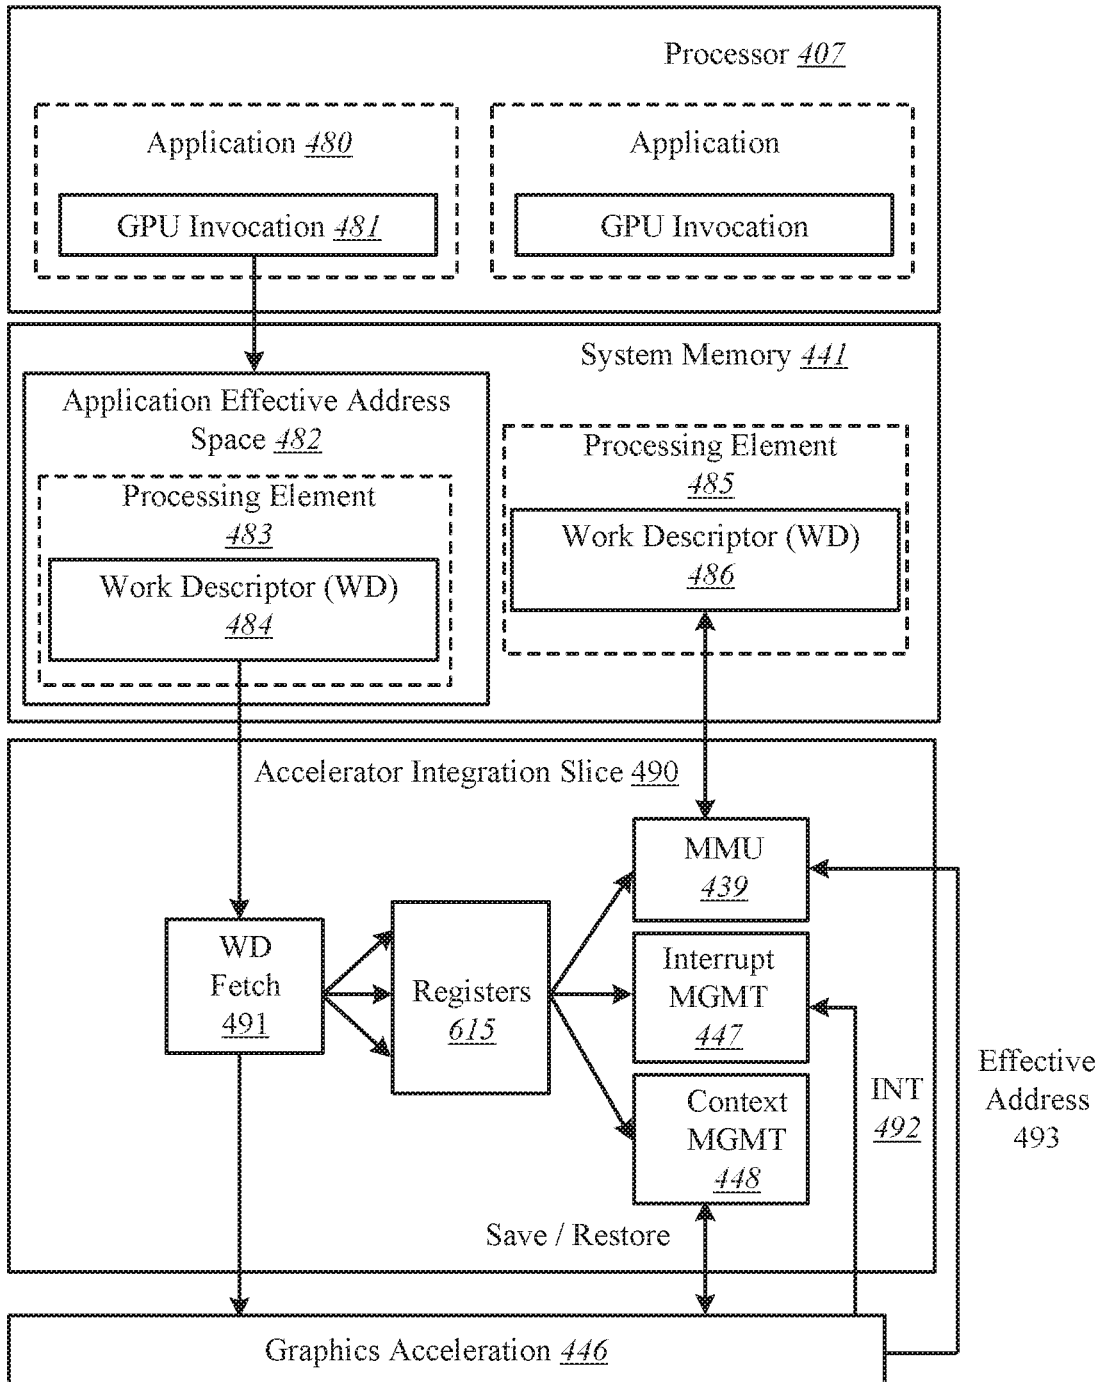 Processor 407
Application 480
GPU Invocation 481
Application
GPU Invocation
System Memory 441
Application Effective Address
Space 482
Processing Element
483
Work Descriptor (WD)
484
Processing Element
485
Work Descriptor (WD)
486
Accelerator Integration Slice 490
MMU
439
WD
Fetch
491
Registers
615
Interrupt
MGMT
447
Context
MGMT
448
INT
492
Effective
Address
493
Save / Restore
Graphics Acceleration 446